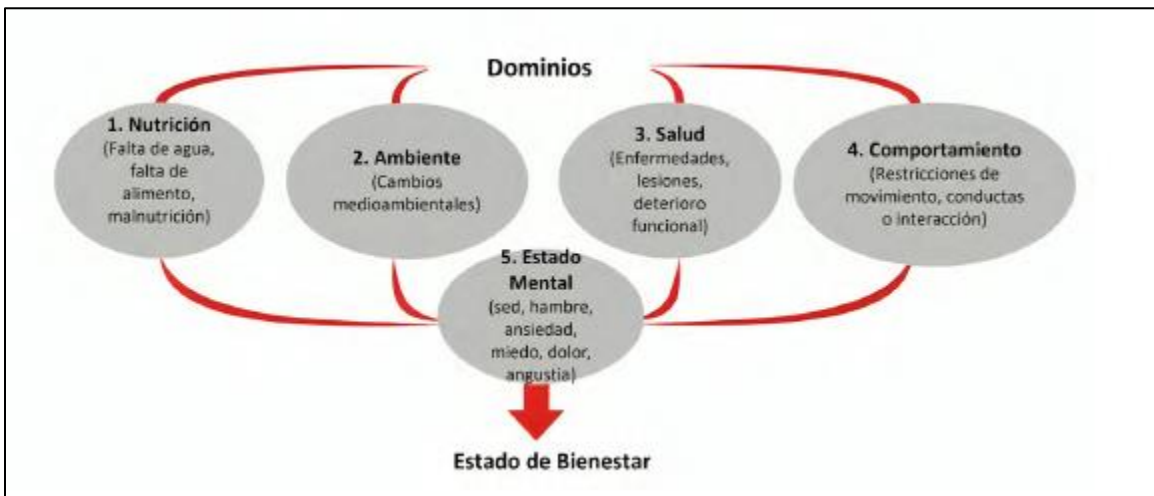 Dominios
1. Nutrición
(Falta de agua,
falta de
alimento,
malnutrición)
2. Ambiente
(Cambios
medioambientales)
3. Salud
(Enfermedades,
lesiones,
deterioro
funcional)
4. Comportamiento
(Restricciones de
movimiento, conductas
o interacción)
5. Estado
Mental
(sed, hambre,
ansiedad,
miedo, dolor,
angustia)
Estado de Bienestar